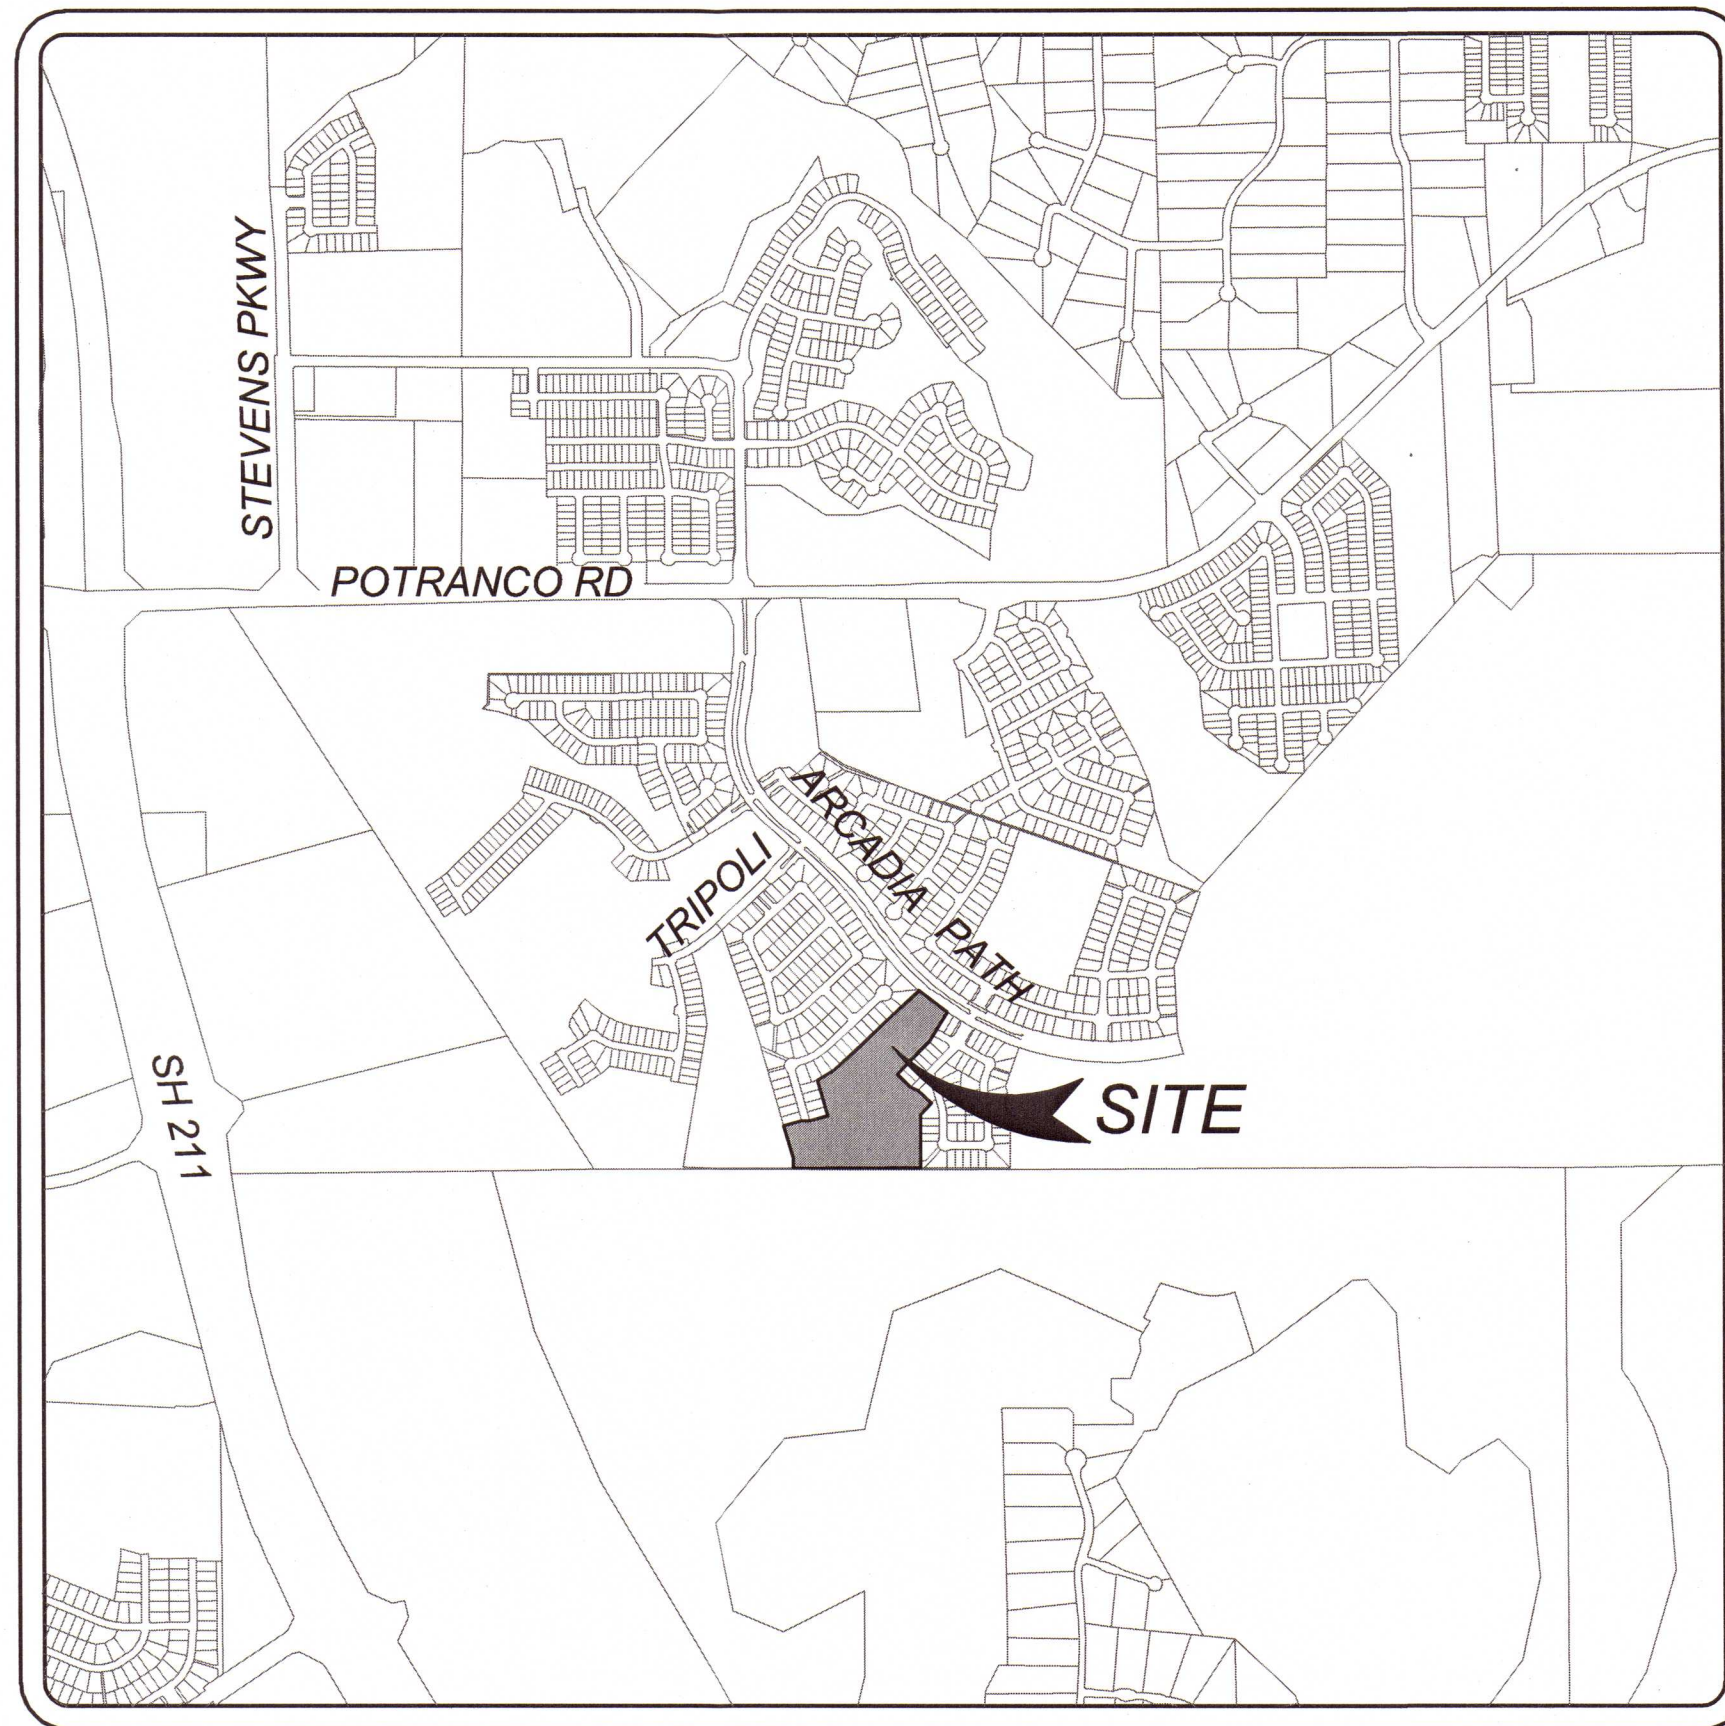 STEVENS PKWY
POTRANCO RD
ARCADIA PATH
TRIPOLI
SH 211
SITE